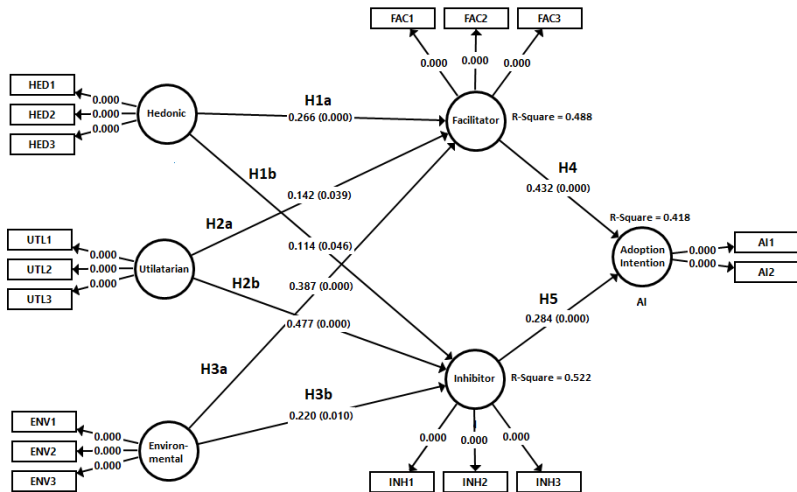 FAC1
FAC2
FAC3
0.000
0.000
0.000
HED1
HED2
HED3
0.000
0.000
0.000
Hedonic
H1a
0.266 (0.000)
Facilitator
R-Square = 0.488
H1b
H4
0.432 (0.000)
0.142 (0.039)
H2a
R-Square = 0.418
UTL1
UTL2
UTL3
0.000
0.000
0.000
Utilatarian
0.114 (0.046)
Adoption
Intention
0.000
0.000
AI1
AI2
AI
H2b
0.387 (0.000)
0.477 (0.000)
H5
0.284 (0.000)
H3a
Inhibitor
R-Square = 0.522
H3b
0.220 (0.010)
ENV1
ENV2
ENV3
0.000
0.000
0.000
Environ-
mental
0.000
0.000
0.000
INH1
INH2
INH3